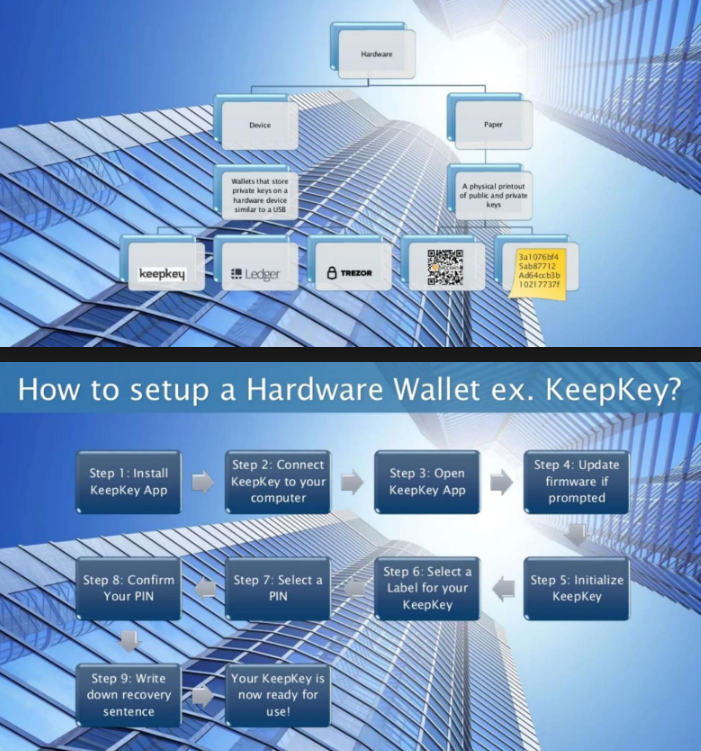 Hardware
Device
Paper
Wallets that store
private keys on a
hardware device
similar to a USB
A physical printout
of public and private
keys
keepkey
Ledger
TREZOR
3a1076bf4
5ab87712
Ad64ccb3b
10217737f
How to setup a Hardware Wallet ex. KeepKey?
Step 1: Install
KeepKey App
Step 2: Connect
KeepKey to your
computer
Step 3: Open
KeepKey App
Step 4: Update
firmware if
prompted
Step 5: Initialize
KeepKey
Step 6: Select a
Label for your
KeepKey
Step 7: Select a
PIN
Step 8: Confirm
Your PIN
Step 9: Write
down recovery
sentence
Your KeepKey is
now ready for
use!